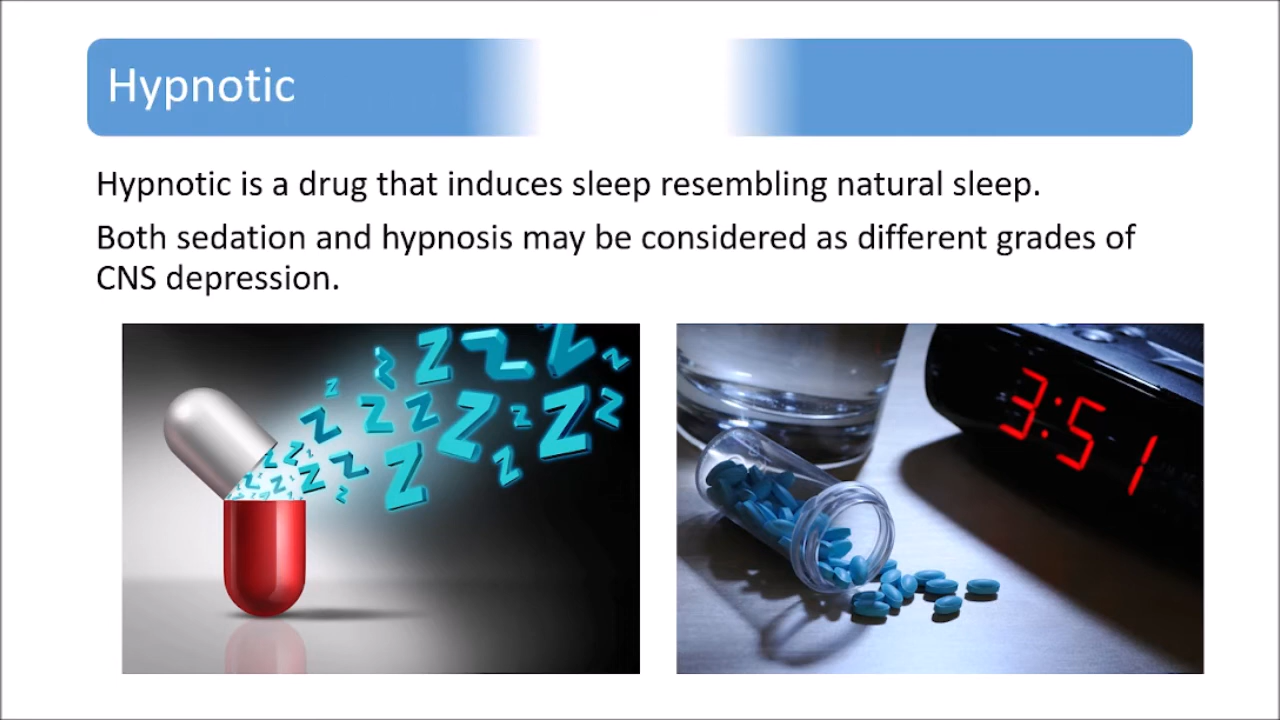 Hypnotic
Hypnotic is a drug that induces sleep resembling natural sleep.
Both sedation and hypnosis may be considered as different grades of
CNS depression.
3:51